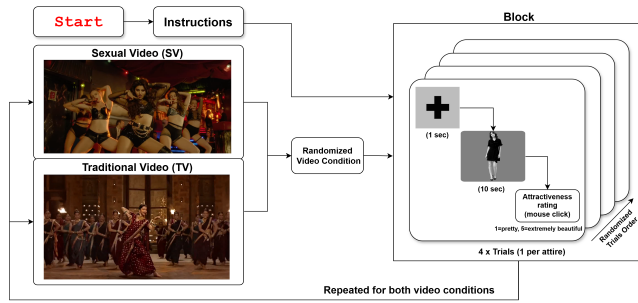 Start
Instructions
Block
Sexual Video (SV)
Traditional Video (TV)
Randomized
Video Condition
(1 sec)
(10 sec)
Attractiveness
rating
(mouse click)
1=pretty, 5=extremely beautiful
Randomized
Trials Order
4 x Trials (1 per attire)
Repeated for both video conditions